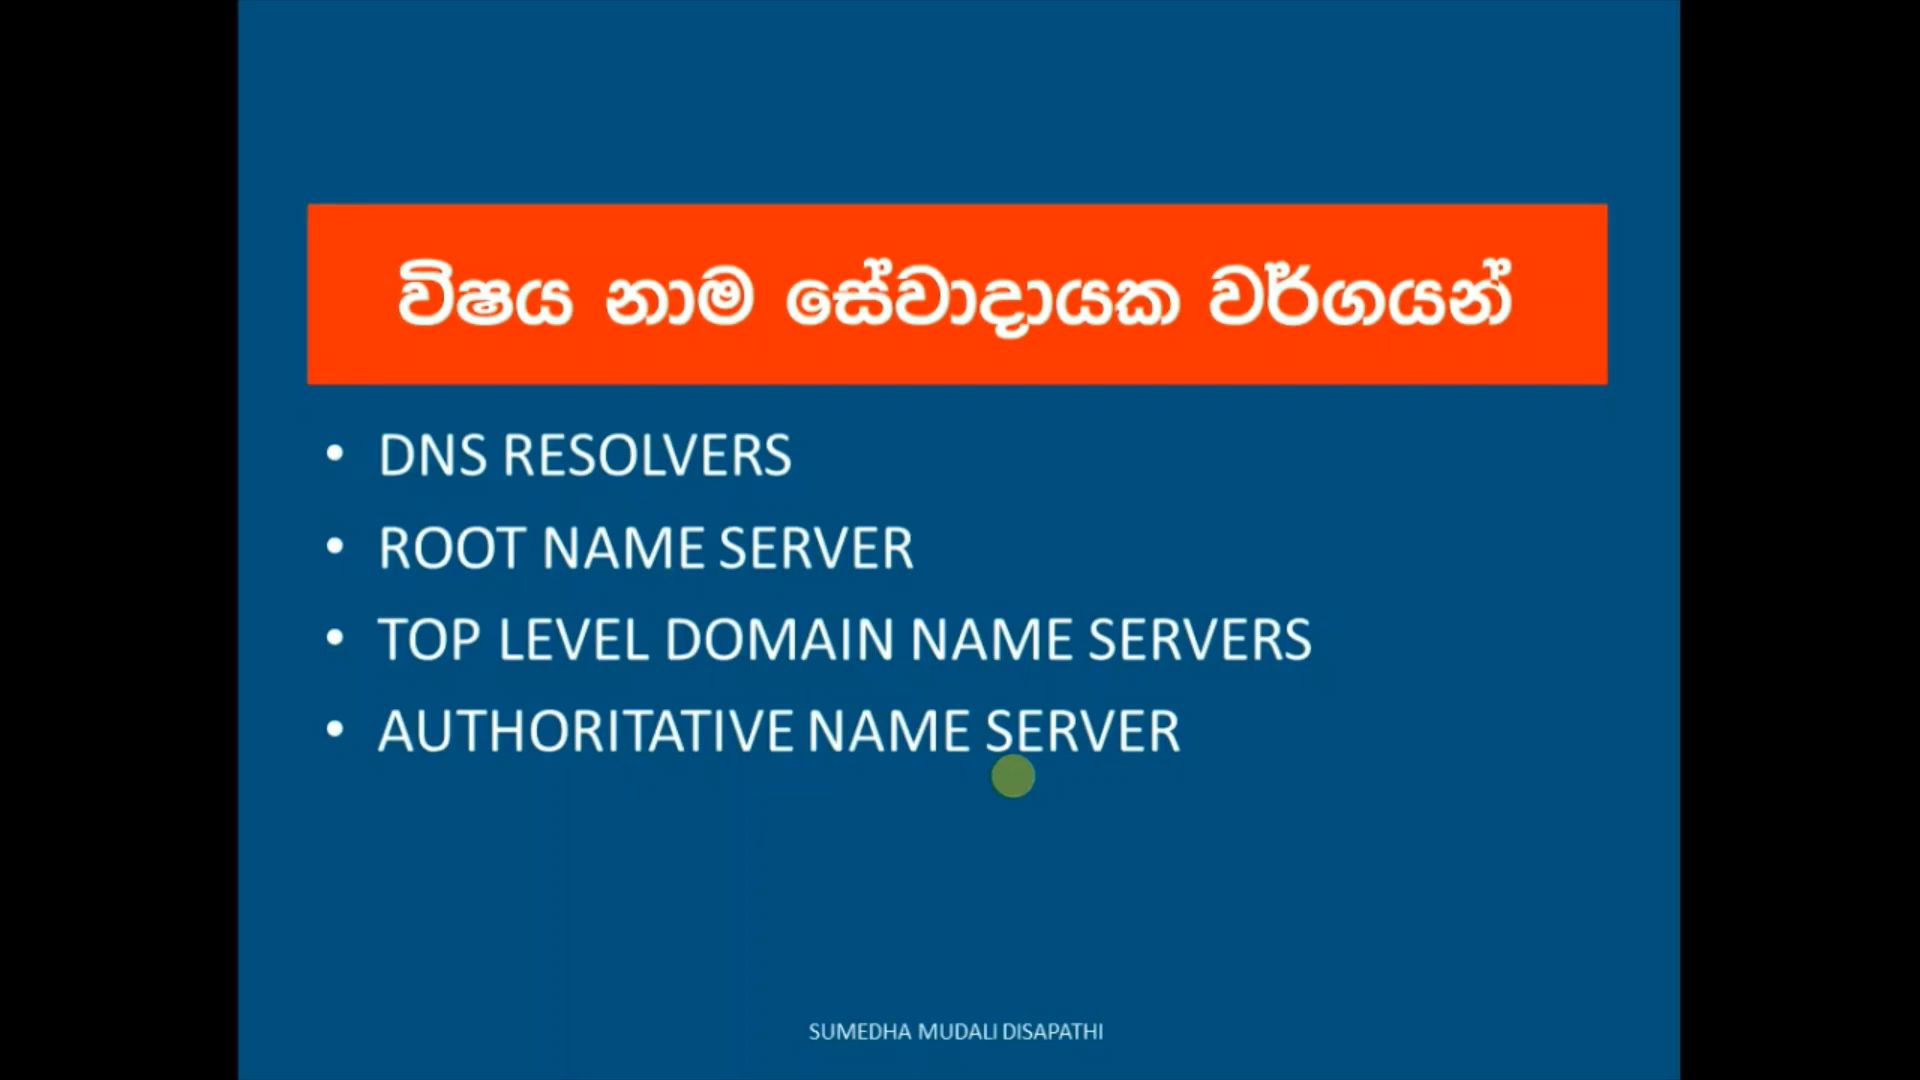 විෂය නාම සේවාදායක වර්ගයන්
• DNS RESOLVERS
• ROOT NAME SERVER
• TOP LEVEL DOMAIN NAME SERVERS
• AUTHORITATIVE NAME SERVER
SUMEDHA MUDALI DISAPATHI